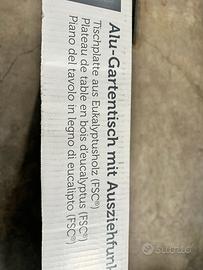 Alu-Gartentisch mit Ausziehfunk
Tischplatte aus Eukalyptusholz (FSC®)
Plateau de table en bois d'eucalyptus (FSC®)
Piano del tavolo in legno di eucalipto (FSC®)